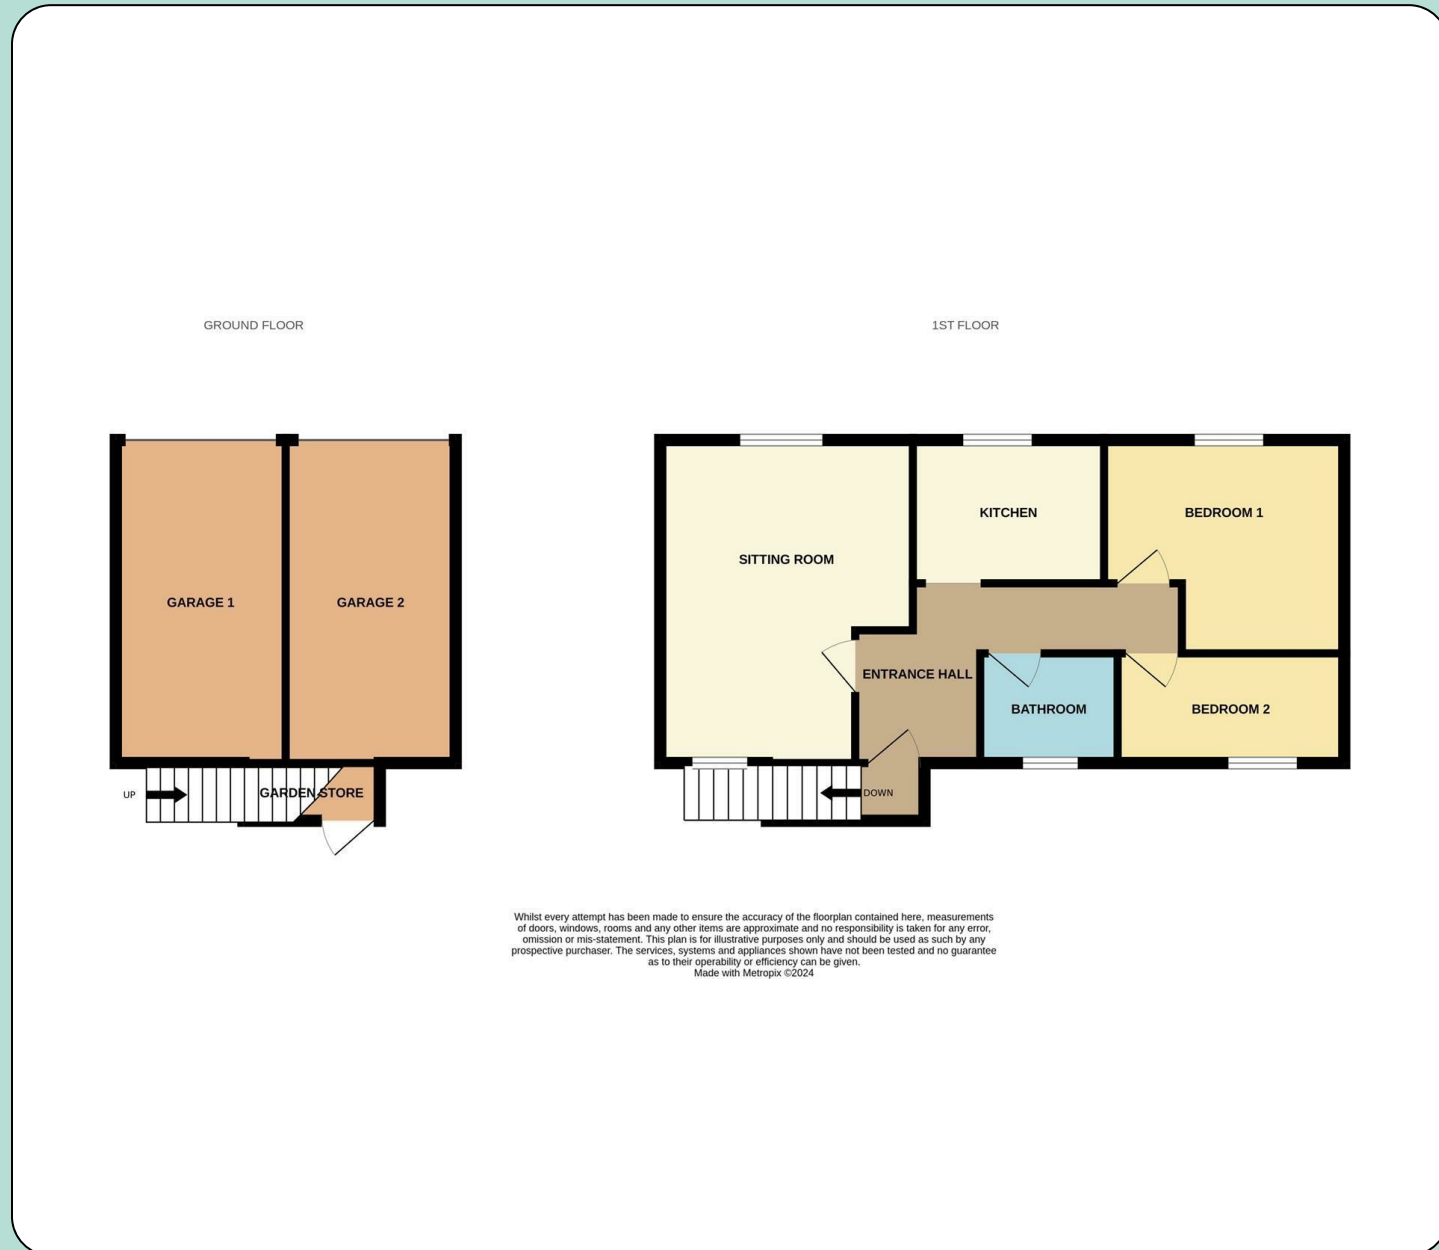 GROUND FLOOR
1ST FLOOR
KITCHEN
BEDROOM 1
SITTING ROOM
GARAGE 1
GARAGE 2
ENTRANCE HALL
BATHROOM
BEDROOM 2
UP
GARDEN STORE
DOWN
Whilst every attempt has been made to ensure the accuracy of the floorplan contained here, measurements
of doors, windows, rooms and any other items are approximate and no responsibility is taken for any error,
omission or mis-statement. This plan is for illustrative purposes only and should be used as such by any
prospective purchaser. The services, systems and appliances shown have not been tested and no guarantee
as to their operability or efficiency can be given.
Made with Metropix ©2024